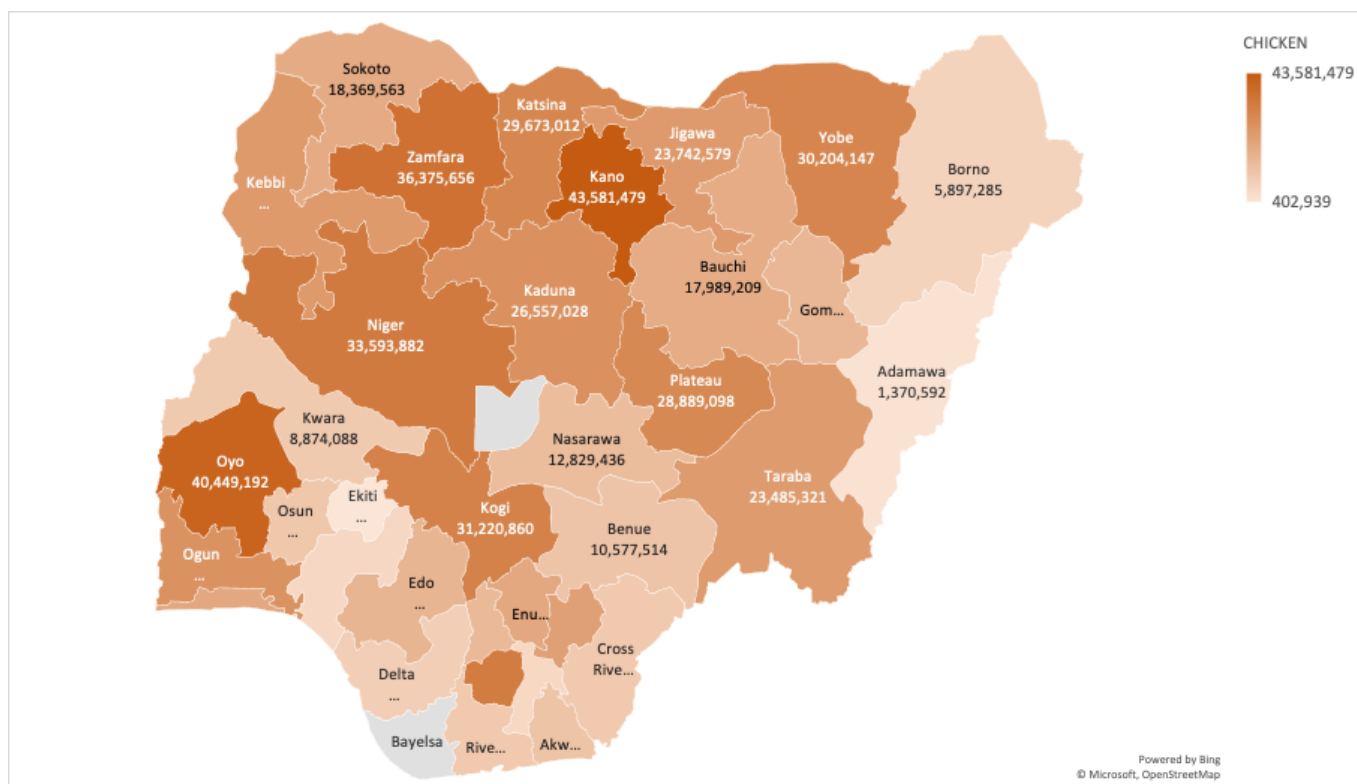 CHICKEN
43,581,479
402,939
Sokoto
18,369,563
Katsina
29,673,012
Jigawa
23,742,579
Yobe
30,204,147
Borno
5,897,285
Zamfara
36,375,656
Kano
43,581,479
Kebbi
...
Bauchi
17,989,209
Kaduna
26,557,028
Gom...
Niger
33,593,882
Adamawa
1,370,592
Plateau
28,889,098
Kwara
8,874,088
Nasarawa
12,829,436
Oyo
40,449,192
Taraba
23,485,321
Ekiti
...
Osun
...
Kogi
31,220,860
Benue
10,577,514
Ogun
...
Edo
...
Enu...
Cross
Rive...
Delta
...
Bayelsa
Rive...
Akw...
Powered by Bing
© Microsoft, OpenStreetMap